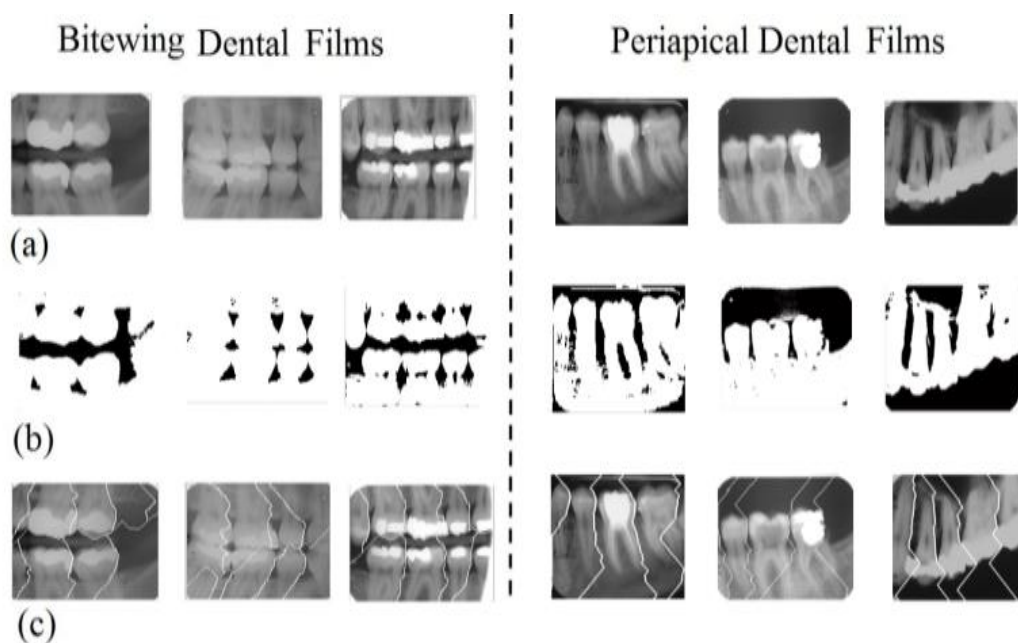 Bitewing Dental Films
Periapical Dental Films
(a)
(b)
(c)